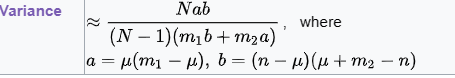 Variance ≈ Nab / (N − 1)(m₁b + m₂a) , where
a = μ(m₁ − μ), b = (n − μ)(μ + m₂ − n)